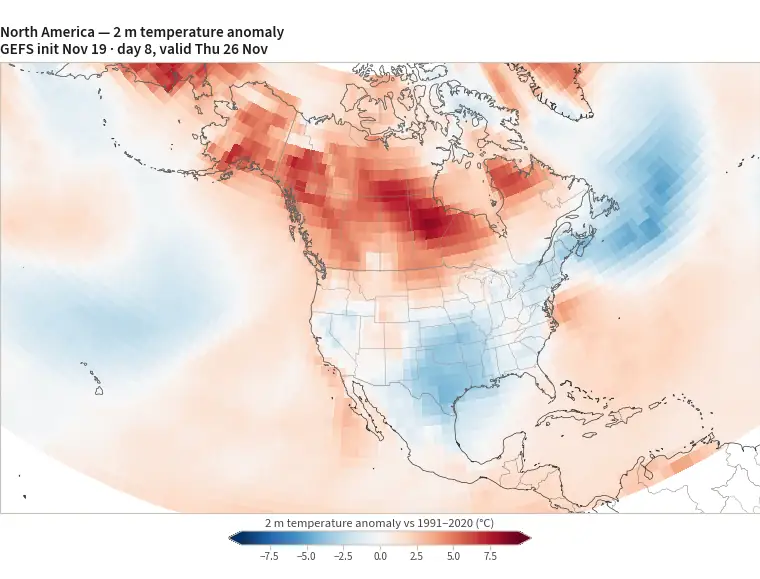 North America — 2 m temperature anomaly
GEFS init Nov 19 · day 8, valid Thu 26 Nov
2 m temperature anomaly vs 1991–2020 (°C)
−7.5 −5.0 −2.5 0.0 2.5 5.0 7.5